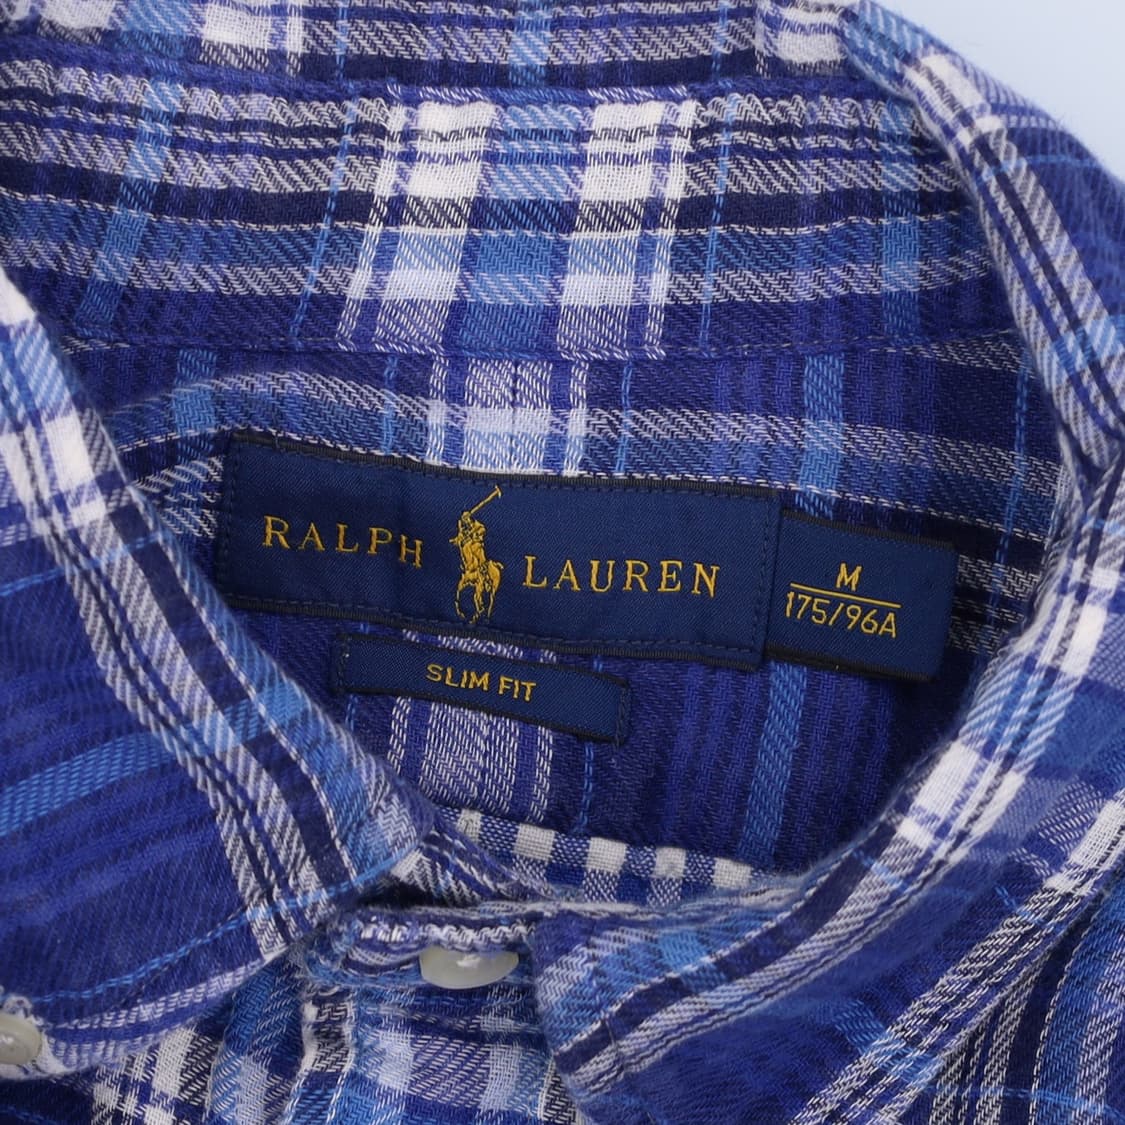 RALPH LAUREN
M
175/96A
SLIM FIT